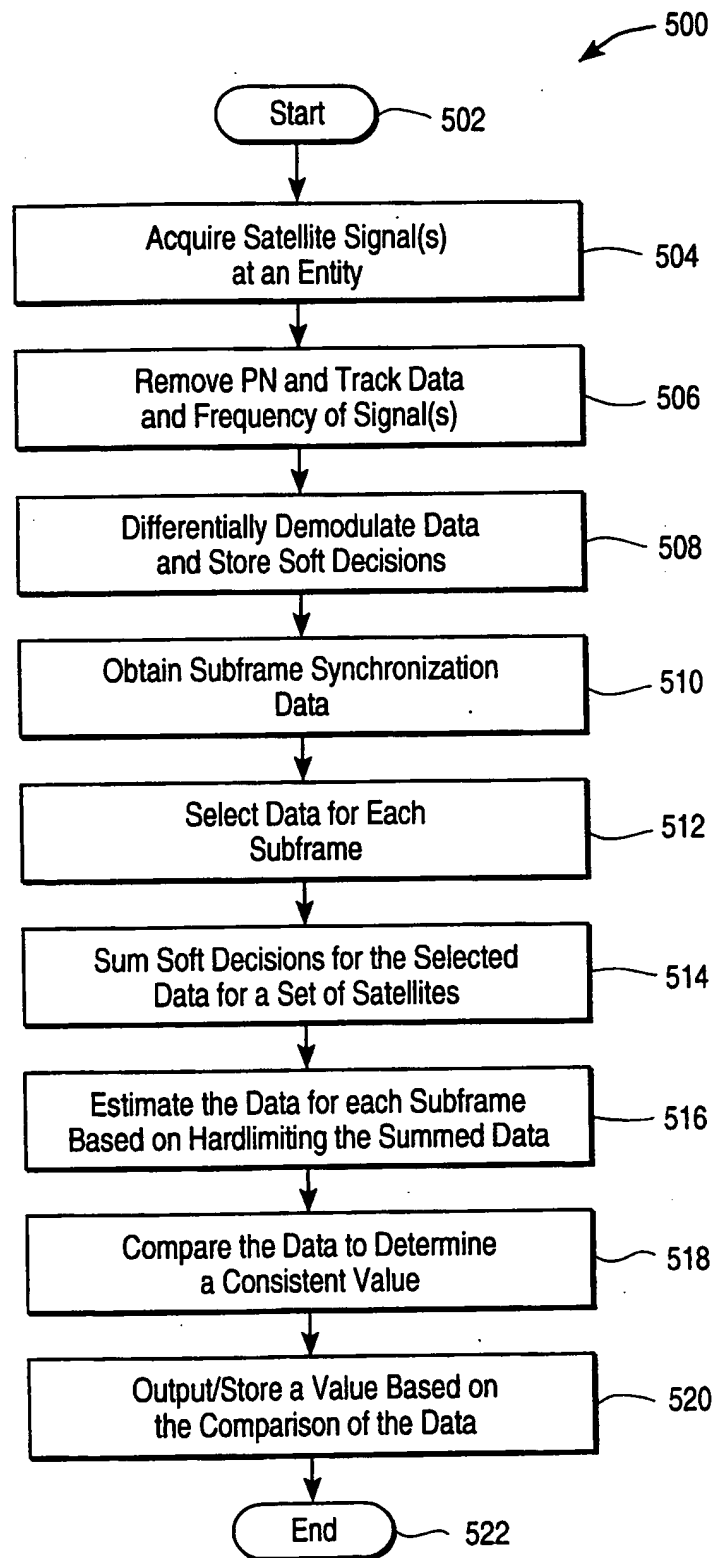 500
Start
502
Acquire Satellite Signal(s)
at an Entity
504
Remove PN and Track Data
and Frequency of Signal(s)
506
Differentially Demodulate Data
and Store Soft Decisions
508
Obtain Subframe Synchronization
Data
510
Select Data for Each
Subframe
512
Sum Soft Decisions for the Selected
Data for a Set of Satellites
514
Estimate the Data for each Subframe
Based on Hardlimiting the Summed Data
516
Compare the Data to Determine
a Consistent Value
518
Output/Store a Value Based on
the Comparison of the Data
520
End
522